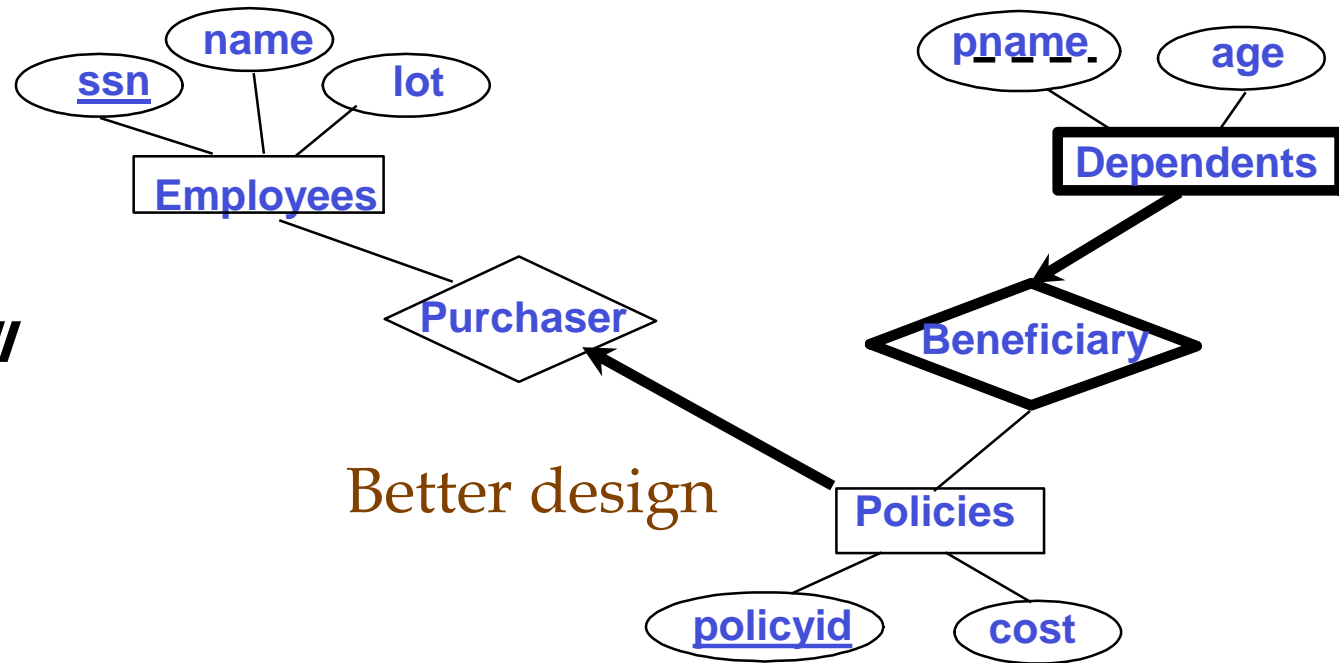 name
pname
age
ssn
lot
Dependents
Employees
Purchaser
Beneficiary
Better design
Policies
policyid
cost